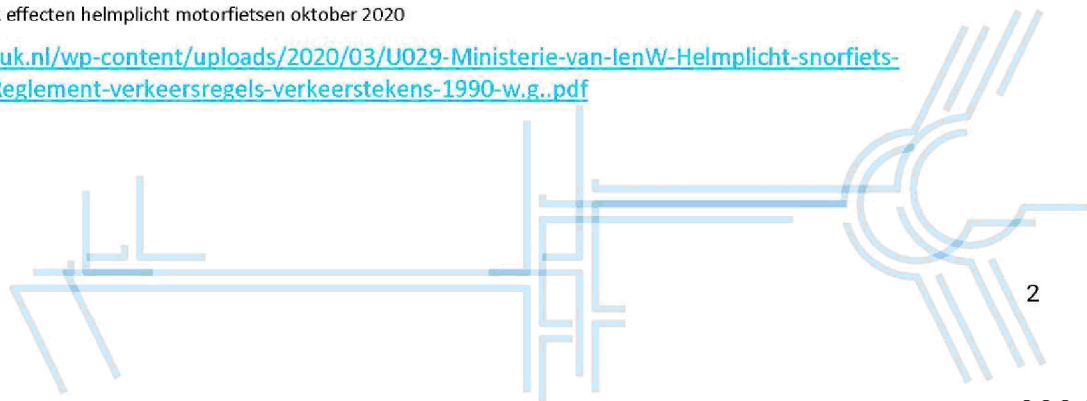 effecten helmplicht motorfietsen oktober 2020
uk.nl/wp-content/uploads/2020/03/U029-Ministerie-van-IenW-Helmplicht-snorfiets-
Reglement-verkeersregels-verkeerstekens-1990-w.g..pdf
2